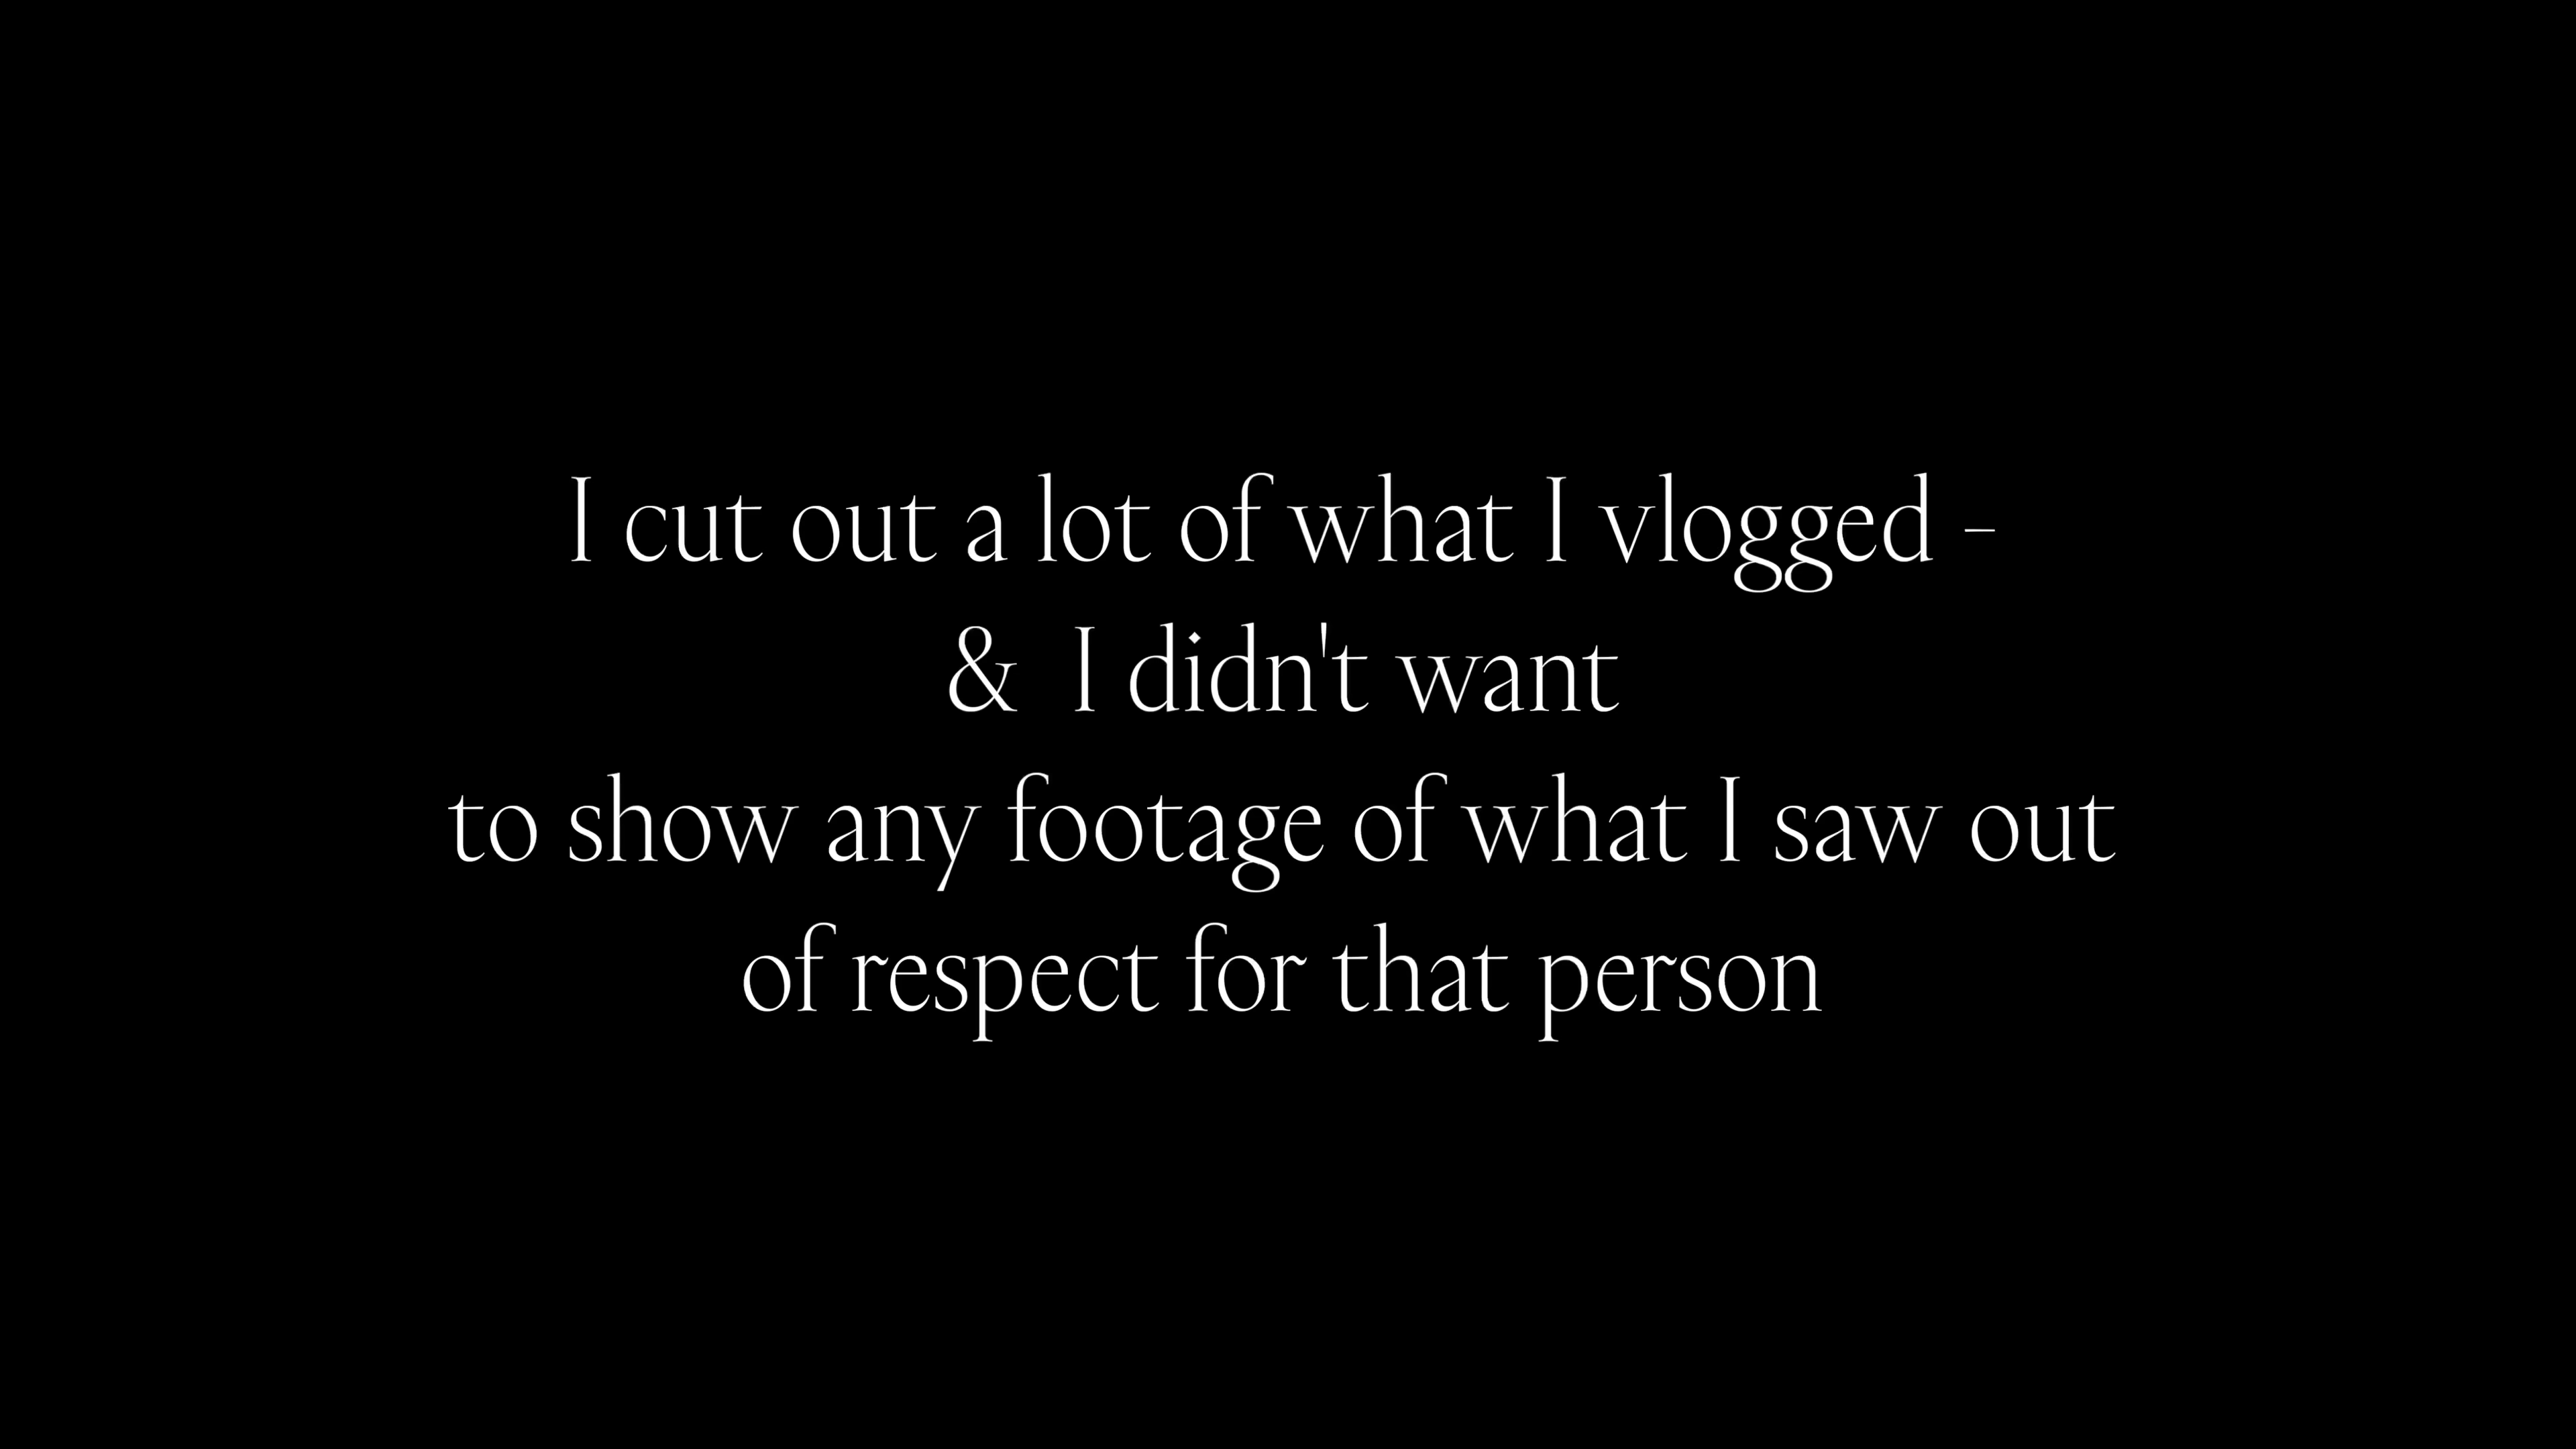 I cut out a lot of what I vlogged -
&  I didn't want
to show any footage of what I saw out
of respect for that person